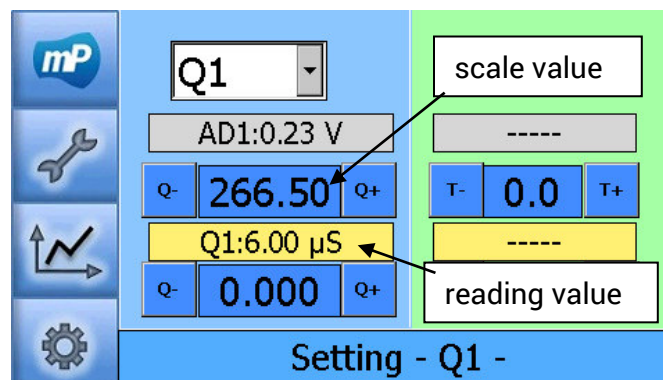 mP
Q1
scale value
AD1:0.23 V
-----
Q- 266.50 Q+
T- 0.0 T+
Q1:6.00 µS
-----
Q- 0.000 Q+
reading value
Setting - Q1 -